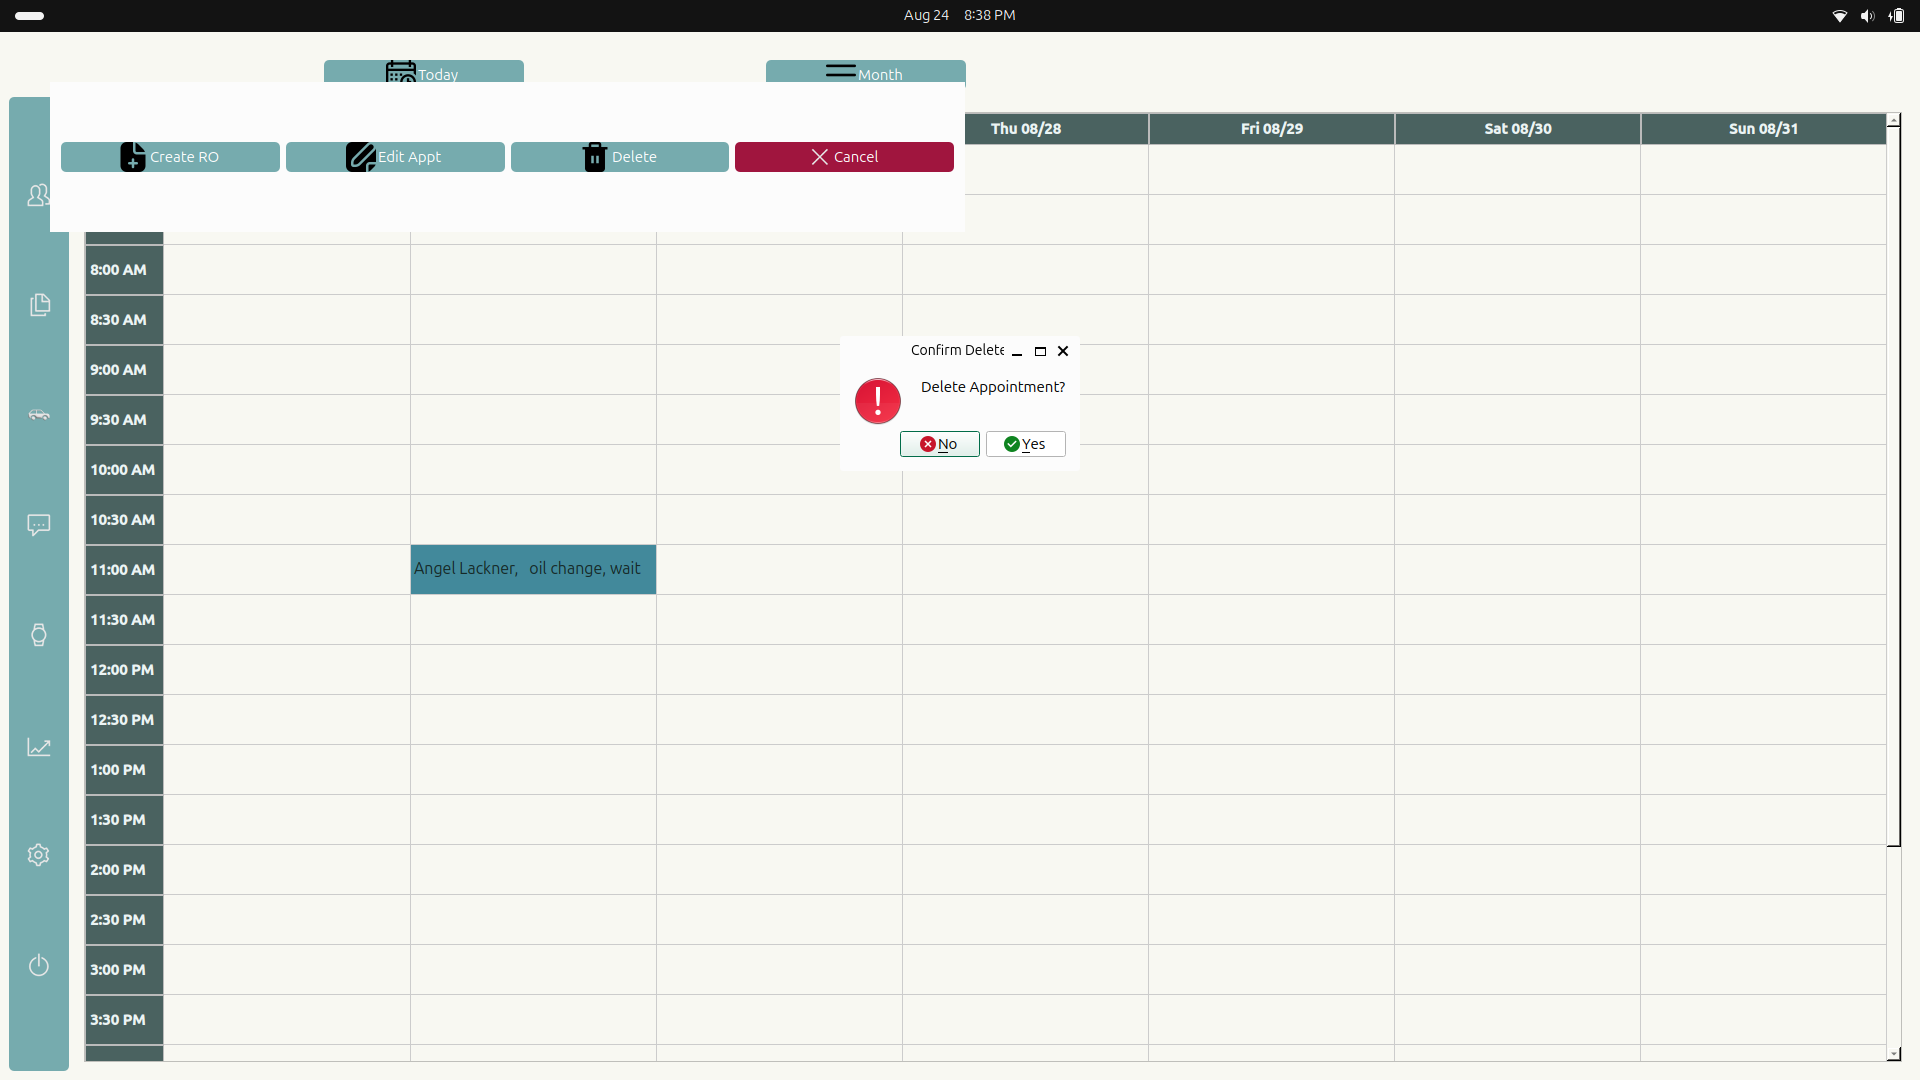 Aug 24 8:38 PM
Today
Month
Create RO
Edit Appt
Delete
Cancel
Thu 08/28
Fri 08/29
Sat 08/30
Sun 08/31
8:00 AM
8:30 AM
Confirm Delete
9:00 AM
Delete Appointment?
9:30 AM
No
Yes
10:00 AM
10:30 AM
11:00 AM
Angel Lackner, oil change, wait
11:30 AM
12:00 PM
12:30 PM
1:00 PM
1:30 PM
2:00 PM
2:30 PM
3:00 PM
3:30 PM